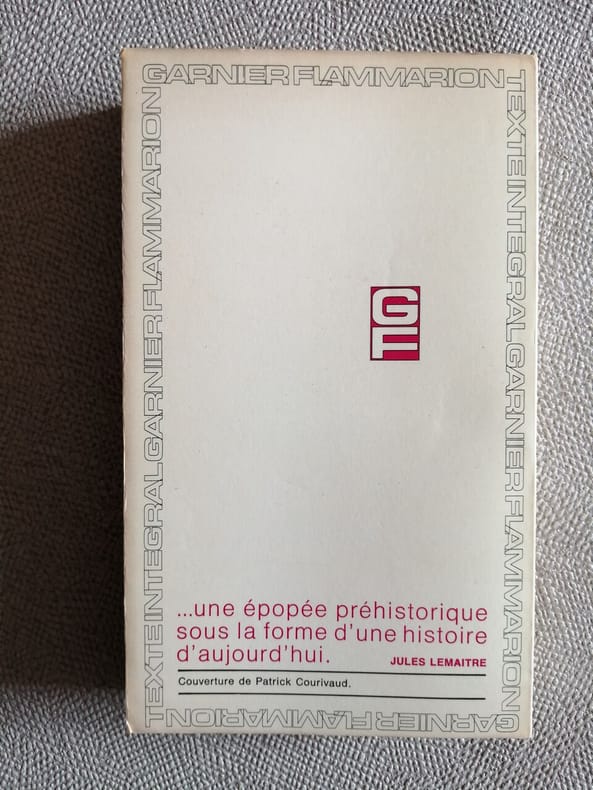 GARNIER FLAMMARION
TEXTE INTEGRAL GARNIER FLAMMARION
TEXTE INTEGRAL GARNIER FLAMMARION
GF
...une épopée préhistorique
sous la forme d'une histoire
d'aujourd'hui.
JULES LEMAITRE
Couverture de Patrick Courivaud.
GARNIER FLAMMARION